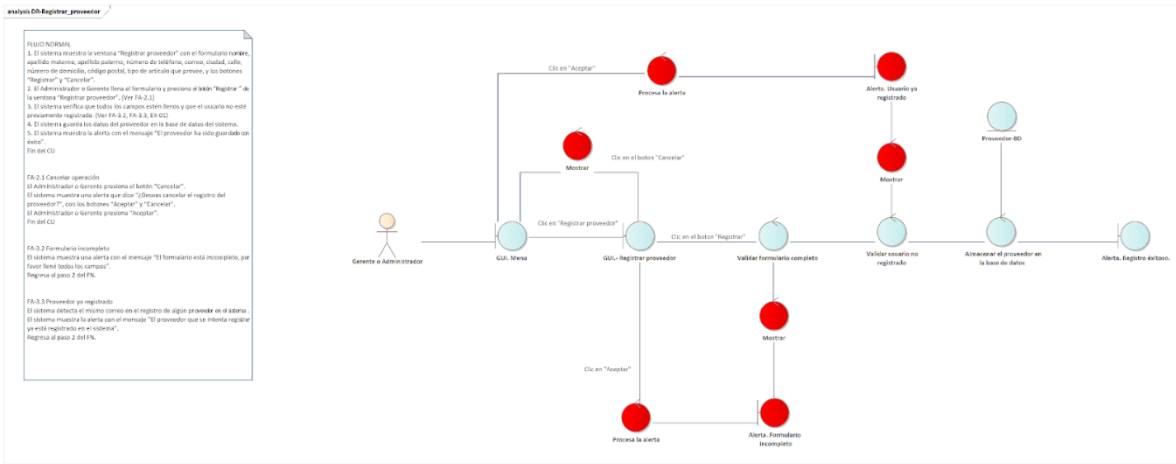 analysis DR-Registrar_proveedor
FLUJO NORMAL
1. El sistema muestra la ventana "Registrar proveedor" con el formulario nombre,
apellido materno, apellido paterno, número de teléfono, correo, ciudad, calle,
número de domicilio, código postal, tipo de artículo que provee, y los botones
"Registrar" y "Cancelar".
2. El Administrador o Gerente llena el formulario y presiona el botón "Registrar" de
la ventana "Registrar proveedor". (Ver FA-2.1)
3. El sistema verifica que todos los campos estén llenos y que el usuario no esté
previamente registrado. (Ver FA-3.2, FA-3.3, EX-01)
4. El sistema guarda los datos del proveedor en la base de datos del sistema.
5. El sistema muestra la alerta con el mensaje "El proveedor ha sido guardado con
éxito".
Fin del CU
FA-2.1 Cancelar operación
El Administrador o Gerente presiona el botón "Cancelar".
El sistema muestra una alerta que dice "¿Desees cancelar el registro del
proveedor?", con los botones "Aceptar" y "Cancelar".
El Administrador o Gerente presiona "Aceptar".
Fin del CU
FA-3.2 Formulario incompleto
El sistema muestra una alerta con el mensaje "El formulario está incompleto, por
favor llené todos los campos".
Regresa al paso 2 del FN.
FA-3.3 Proveedor ya registrado
El sistema detecta el mismo correo en el registro de algún proveedor en el sistema.
El sistema muestra la alerta con el mensaje "El proveedor que se intenta registrar
ya está registrado en el sistema".
Regresa al paso 2 del FN.
Clic en "Aceptar"
Procesa la alerta
Alerta. Usuario ya
registrado
Proveedor-BD
Mostrar
Clic en el botón "Cancelar"
Mostrar
Clic en "Registrar proveedor"
Clic en el boton "Registrar"
Gerente o Administrador
GUI. Menu
GUI.- Registrar proveedor
Validar formulario completo
Validar usuario no
registrado
Almacenar el proveedor en
la base de datos
Alerta. Registro éxitoso.
Mostrar
Clic en "Aceptar"
Procesa la alerta
Alerta. Formulario
incompleto